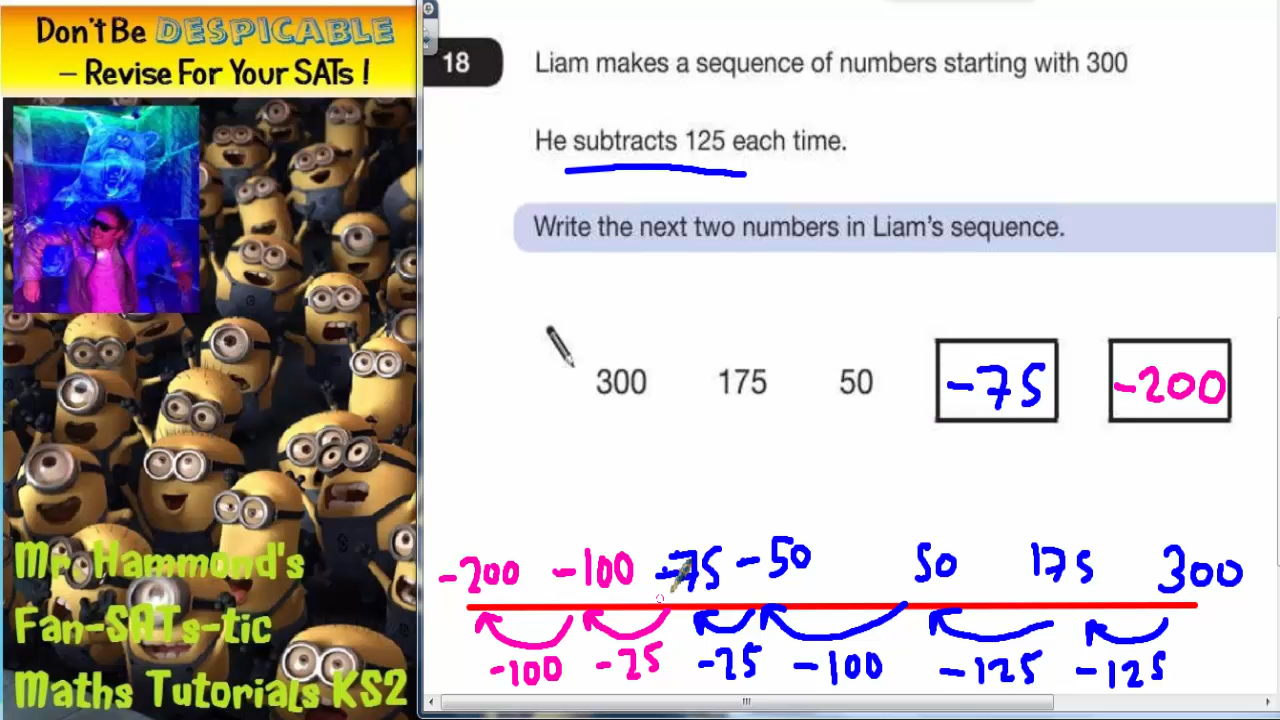 Don't Be DESPICABLE
– Revise For Your SATs !
18
Liam makes a sequence of numbers starting with 300
He subtracts 125 each time.
Write the next two numbers in Liam's sequence.
300 175 50 -75 -200
-200 -100 -75 -50 50 175 300
-100 -25 -25 -100 -125 -125
Mr. Hammond's
Fan-SATs-tic
Maths Tutorials KS2